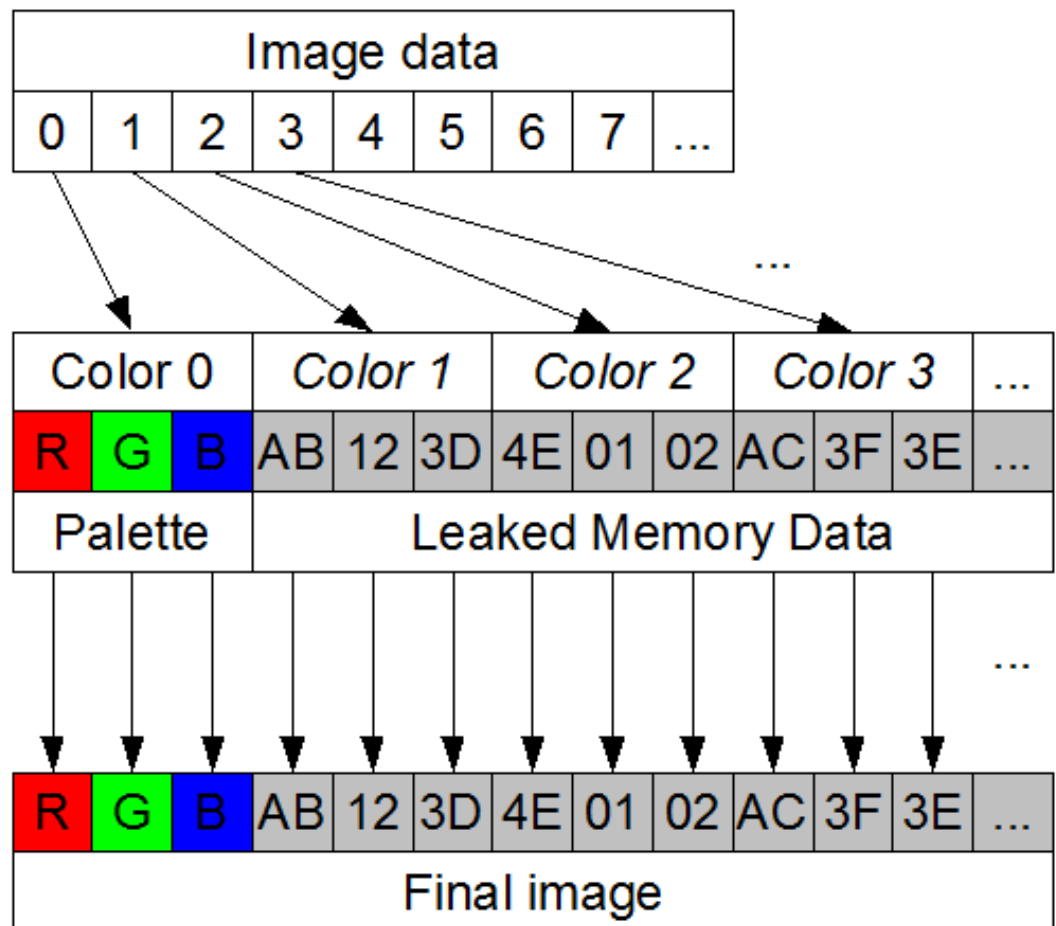 Image data
0 1 2 3 4 5 6 7 ...
...
Color 0 Color 1 Color 2 Color 3 ...
R G B AB 12 3D 4E 01 02 AC 3F 3E ...
Palette Leaked Memory Data
...
R G B AB 12 3D 4E 01 02 AC 3F 3E ...
Final image